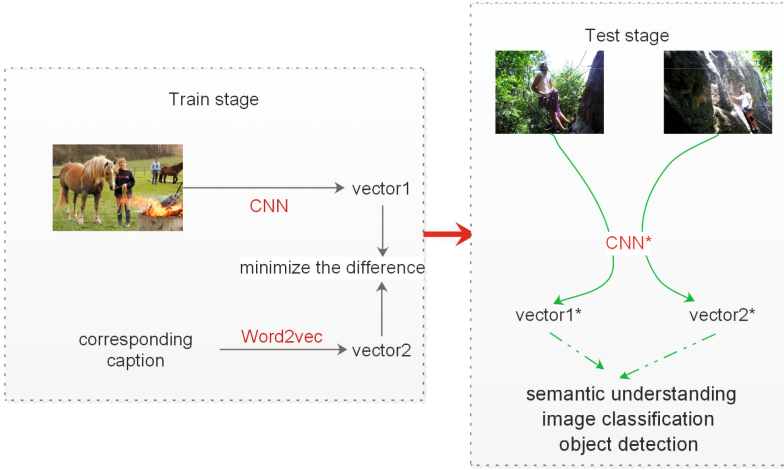 Train stage
CNN
vector1
minimize the difference
corresponding
caption
Word2vec
vector2
Test stage
CNN*
vector1*
vector2*
semantic understanding
image classification
object detection